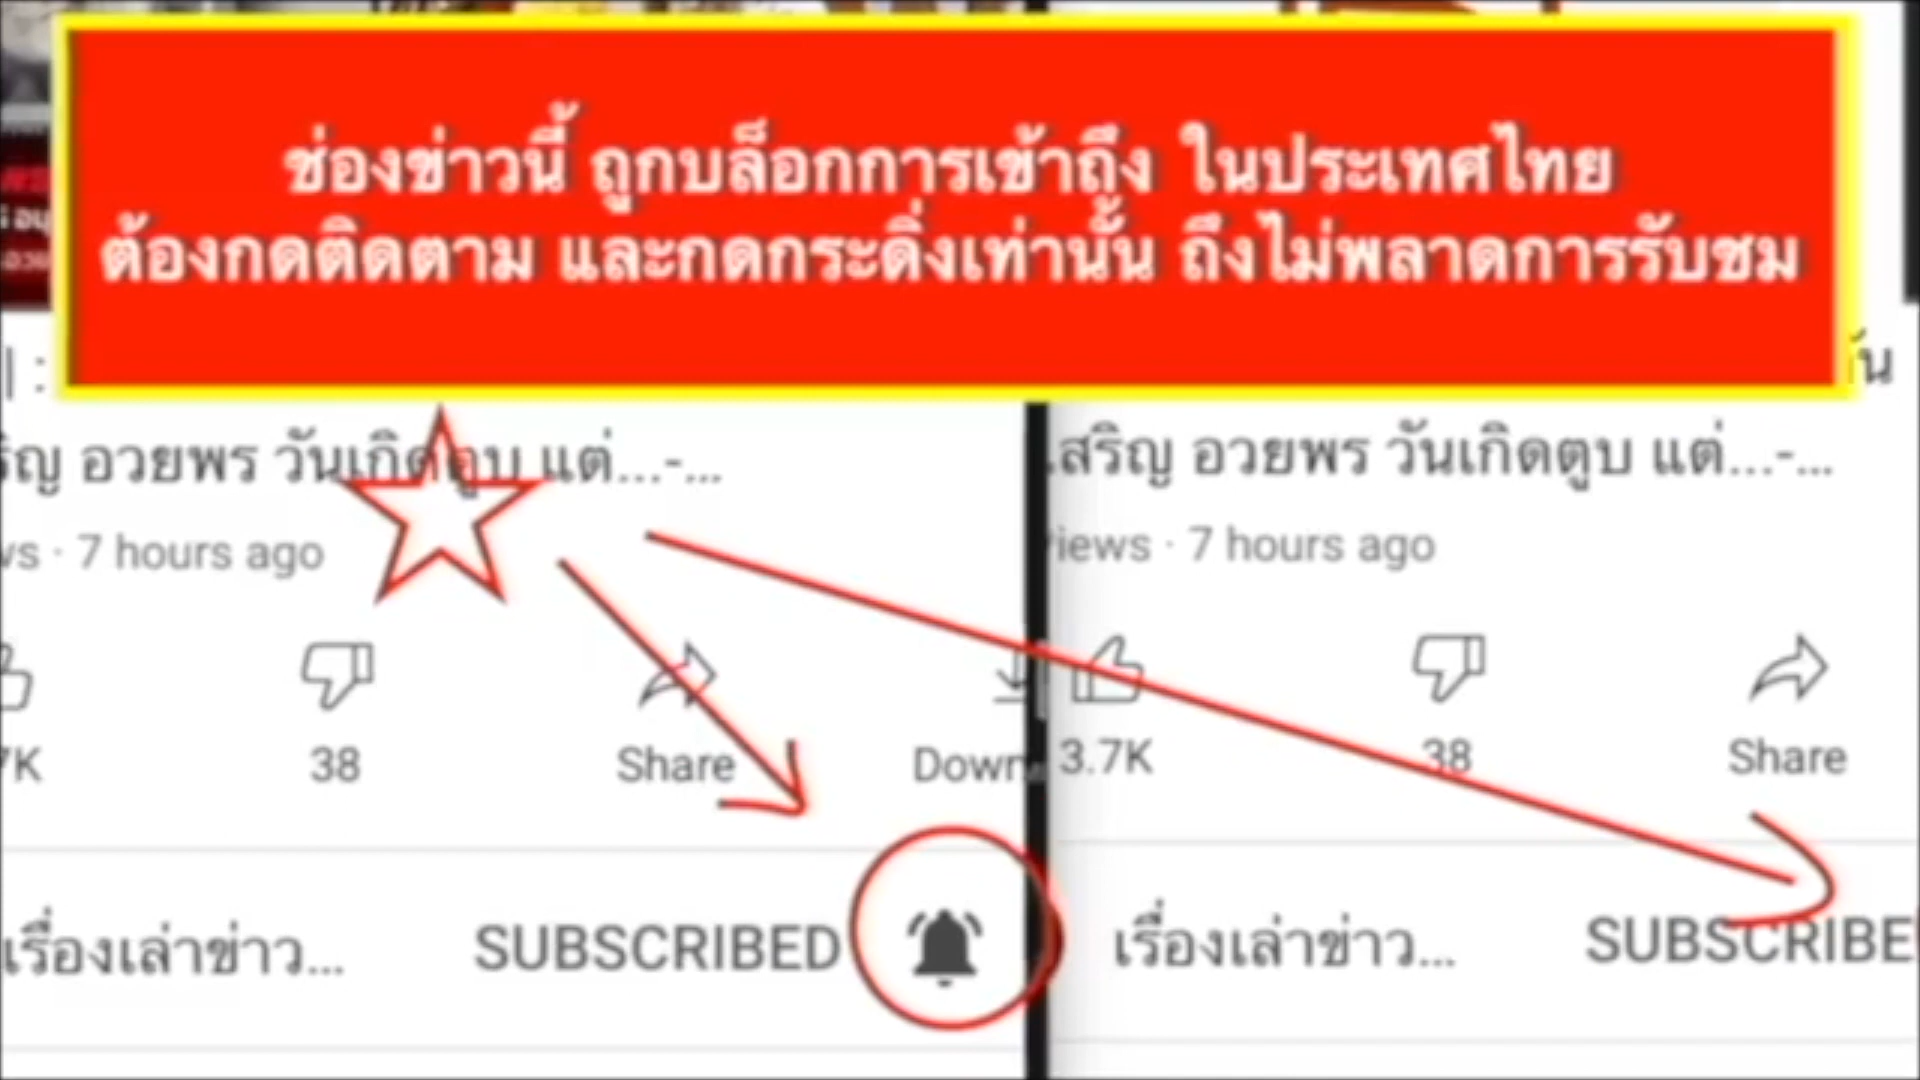 ช่องข่าวนี้ ถูกบล็อกการเข้าถึง ในประเทศไทย
ต้องกดติดตาม และกดกระดิ่งเท่านั้น ถึงไม่พลาดการรับชม
อวยพร วันเกิดตูบ แต่...-...
7 hours ago
38
Share
เรื่องเล่าข่าว...
SUBSCRIBED
สริญ อวยพร วันเกิดตูบ แต่...-...
iews · 7 hours ago
3.7K
38
Share
เรื่องเล่าข่าว...
SUBSCRIBE